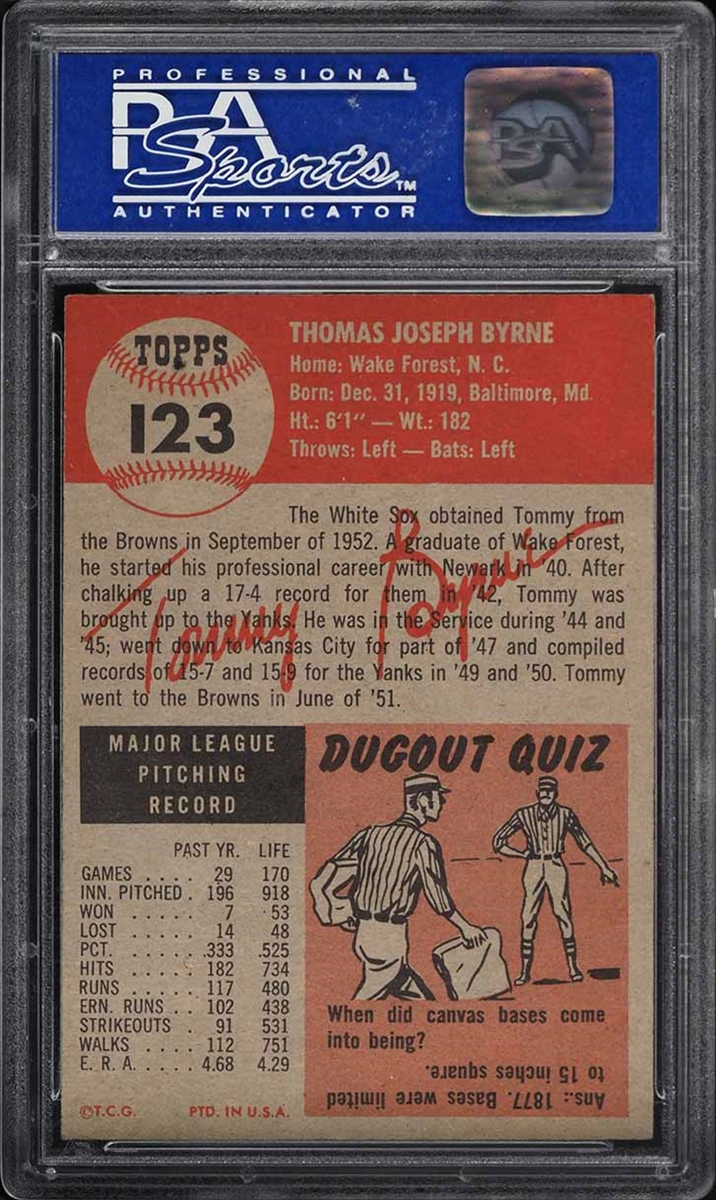 PROFESSIONAL
PSA
Sports™
AUTHENTICATOR
PSA
TOPPS
123
THOMAS JOSEPH BYRNE
Home: Wake Forest, N. C.
Born: Dec. 31, 1919, Baltimore, Md.
Ht.: 6'1" — Wt.: 182
Throws: Left — Bats: Left
The White Sox obtained Tommy from
the Browns in September of 1952. A graduate of Wake Forest,
he started his professional career with Newark in '40. After
chalking up a 17-4 record for them in '42, Tommy was
brought up to the Yanks. He was in the Service during '44 and
'45; went down to Kansas City for part of '47 and compiled
records of 15-7 and 15-9 for the Yanks in '49 and '50. Tommy
went to the Browns in June of '51.
Tommy Byrne
MAJOR LEAGUE
PITCHING
RECORD
PAST YR. LIFE
GAMES . . . . 29 170
INN. PITCHED . 196 918
WON . . . . . 7 53
LOST . . . . . 14 48
PCT. . . . . . .333 .525
HITS . . . . . 182 734
RUNS . . . . . 117 480
ERN. RUNS . . 102 438
STRIKEOUTS . 91 531
WALKS . . . . 112 751
E. R. A. . . . . 4.68 4.29
©T.C.G. PTD. IN U.S.A.
DUGOUT QUIZ
When did canvas bases come
into being?
Ans.: 1877. Bases were limited
to 15 inches square.